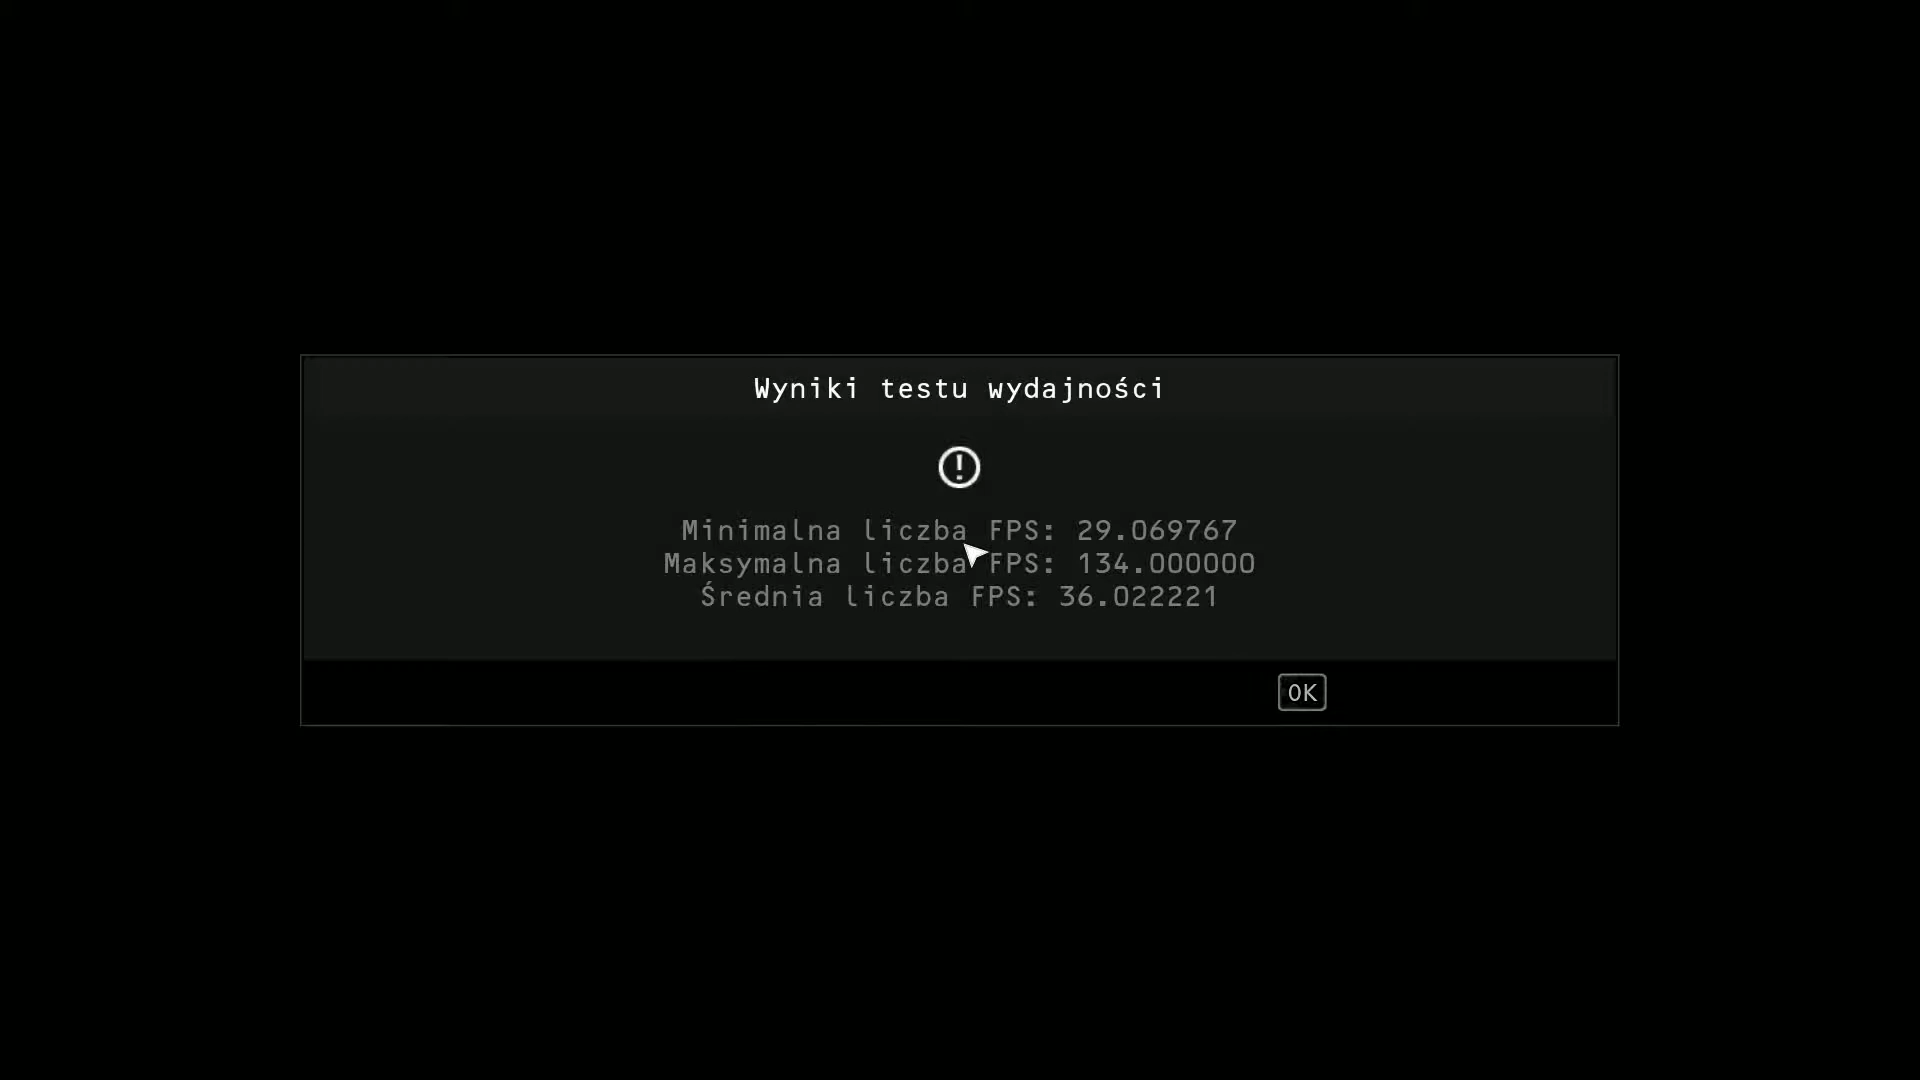 Wyniki testu wydajności
Minimalna liczba FPS: 29.069767
Maksymalna liczba FPS: 134.000000
Średnia liczba FPS: 36.022221
OK